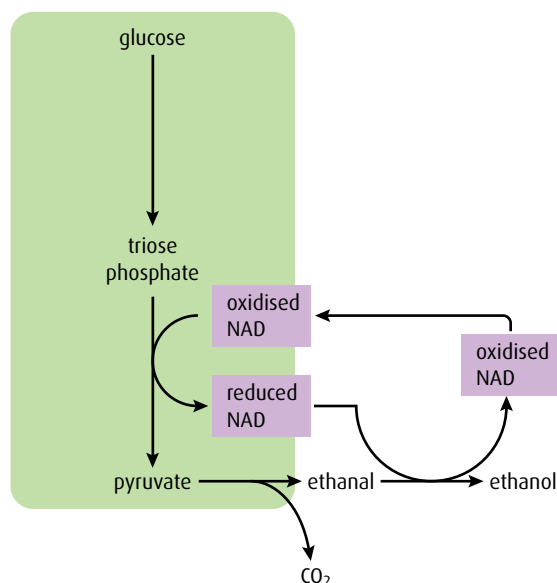 glucose
triose
phosphate
oxidised
NAD
oxidised
NAD
reduced
NAD
pyruvate
ethanal
ethanol
CO₂